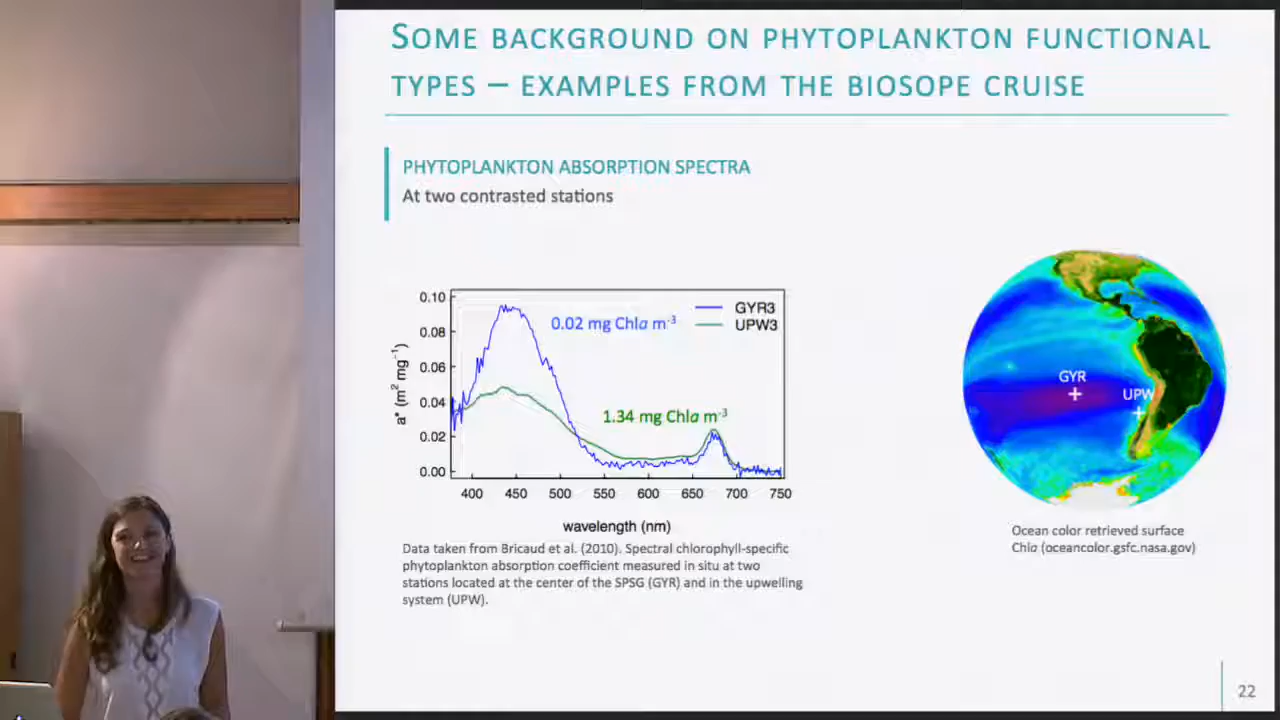 SOME BACKGROUND ON PHYTOPLANKTON FUNCTIONAL
TYPES – EXAMPLES FROM THE BIOSOPE CRUISE
PHYTOPLANKTON ABSORPTION SPECTRA
At two contrasted stations
0.10
0.08
0.06
0.04
0.02
0.00
a* (m² mg⁻¹)
GYR3
UPW3
0.02 mg Chla m⁻³
1.34 mg Chla m⁻³
400 450 500 550 600 650 700 750
wavelength (nm)
Data taken from Bricaud et al. (2010). Spectral chlorophyll-specific
phytoplankton absorption coefficient measured in situ at two
stations located at the center of the SPSG (GYR) and in the upwelling
system (UPW).
GYR
UPW
Ocean color retrieved surface
Chla (oceancolor.gsfc.nasa.gov)
22